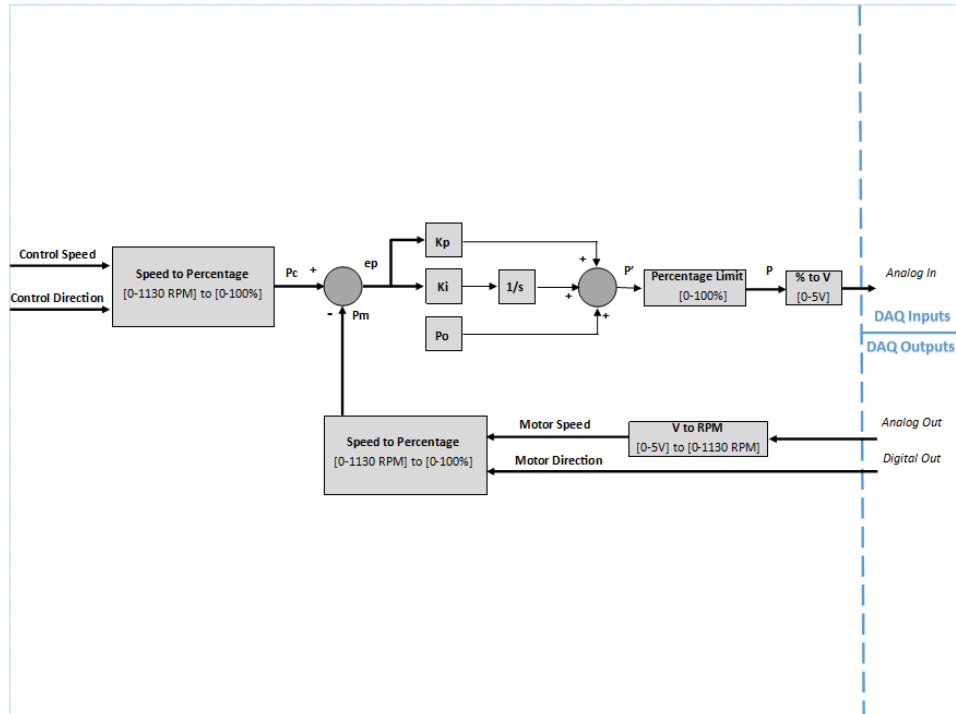 Control Speed
Control Direction
Speed to Percentage
[0-1130 RPM] to [0-100%]
Pc
+
-
Pm
ep
Kp
Ki
1/s
Po
+
+
+
P'
Percentage Limit
[0-100%]
P
% to V
[0-5V]
Analog In
DAQ Inputs
DAQ Outputs
Speed to Percentage
[0-1130 RPM] to [0-100%]
Motor Speed
Motor Direction
V to RPM
[0-5V] to [0-1130 RPM]
Analog Out
Digital Out